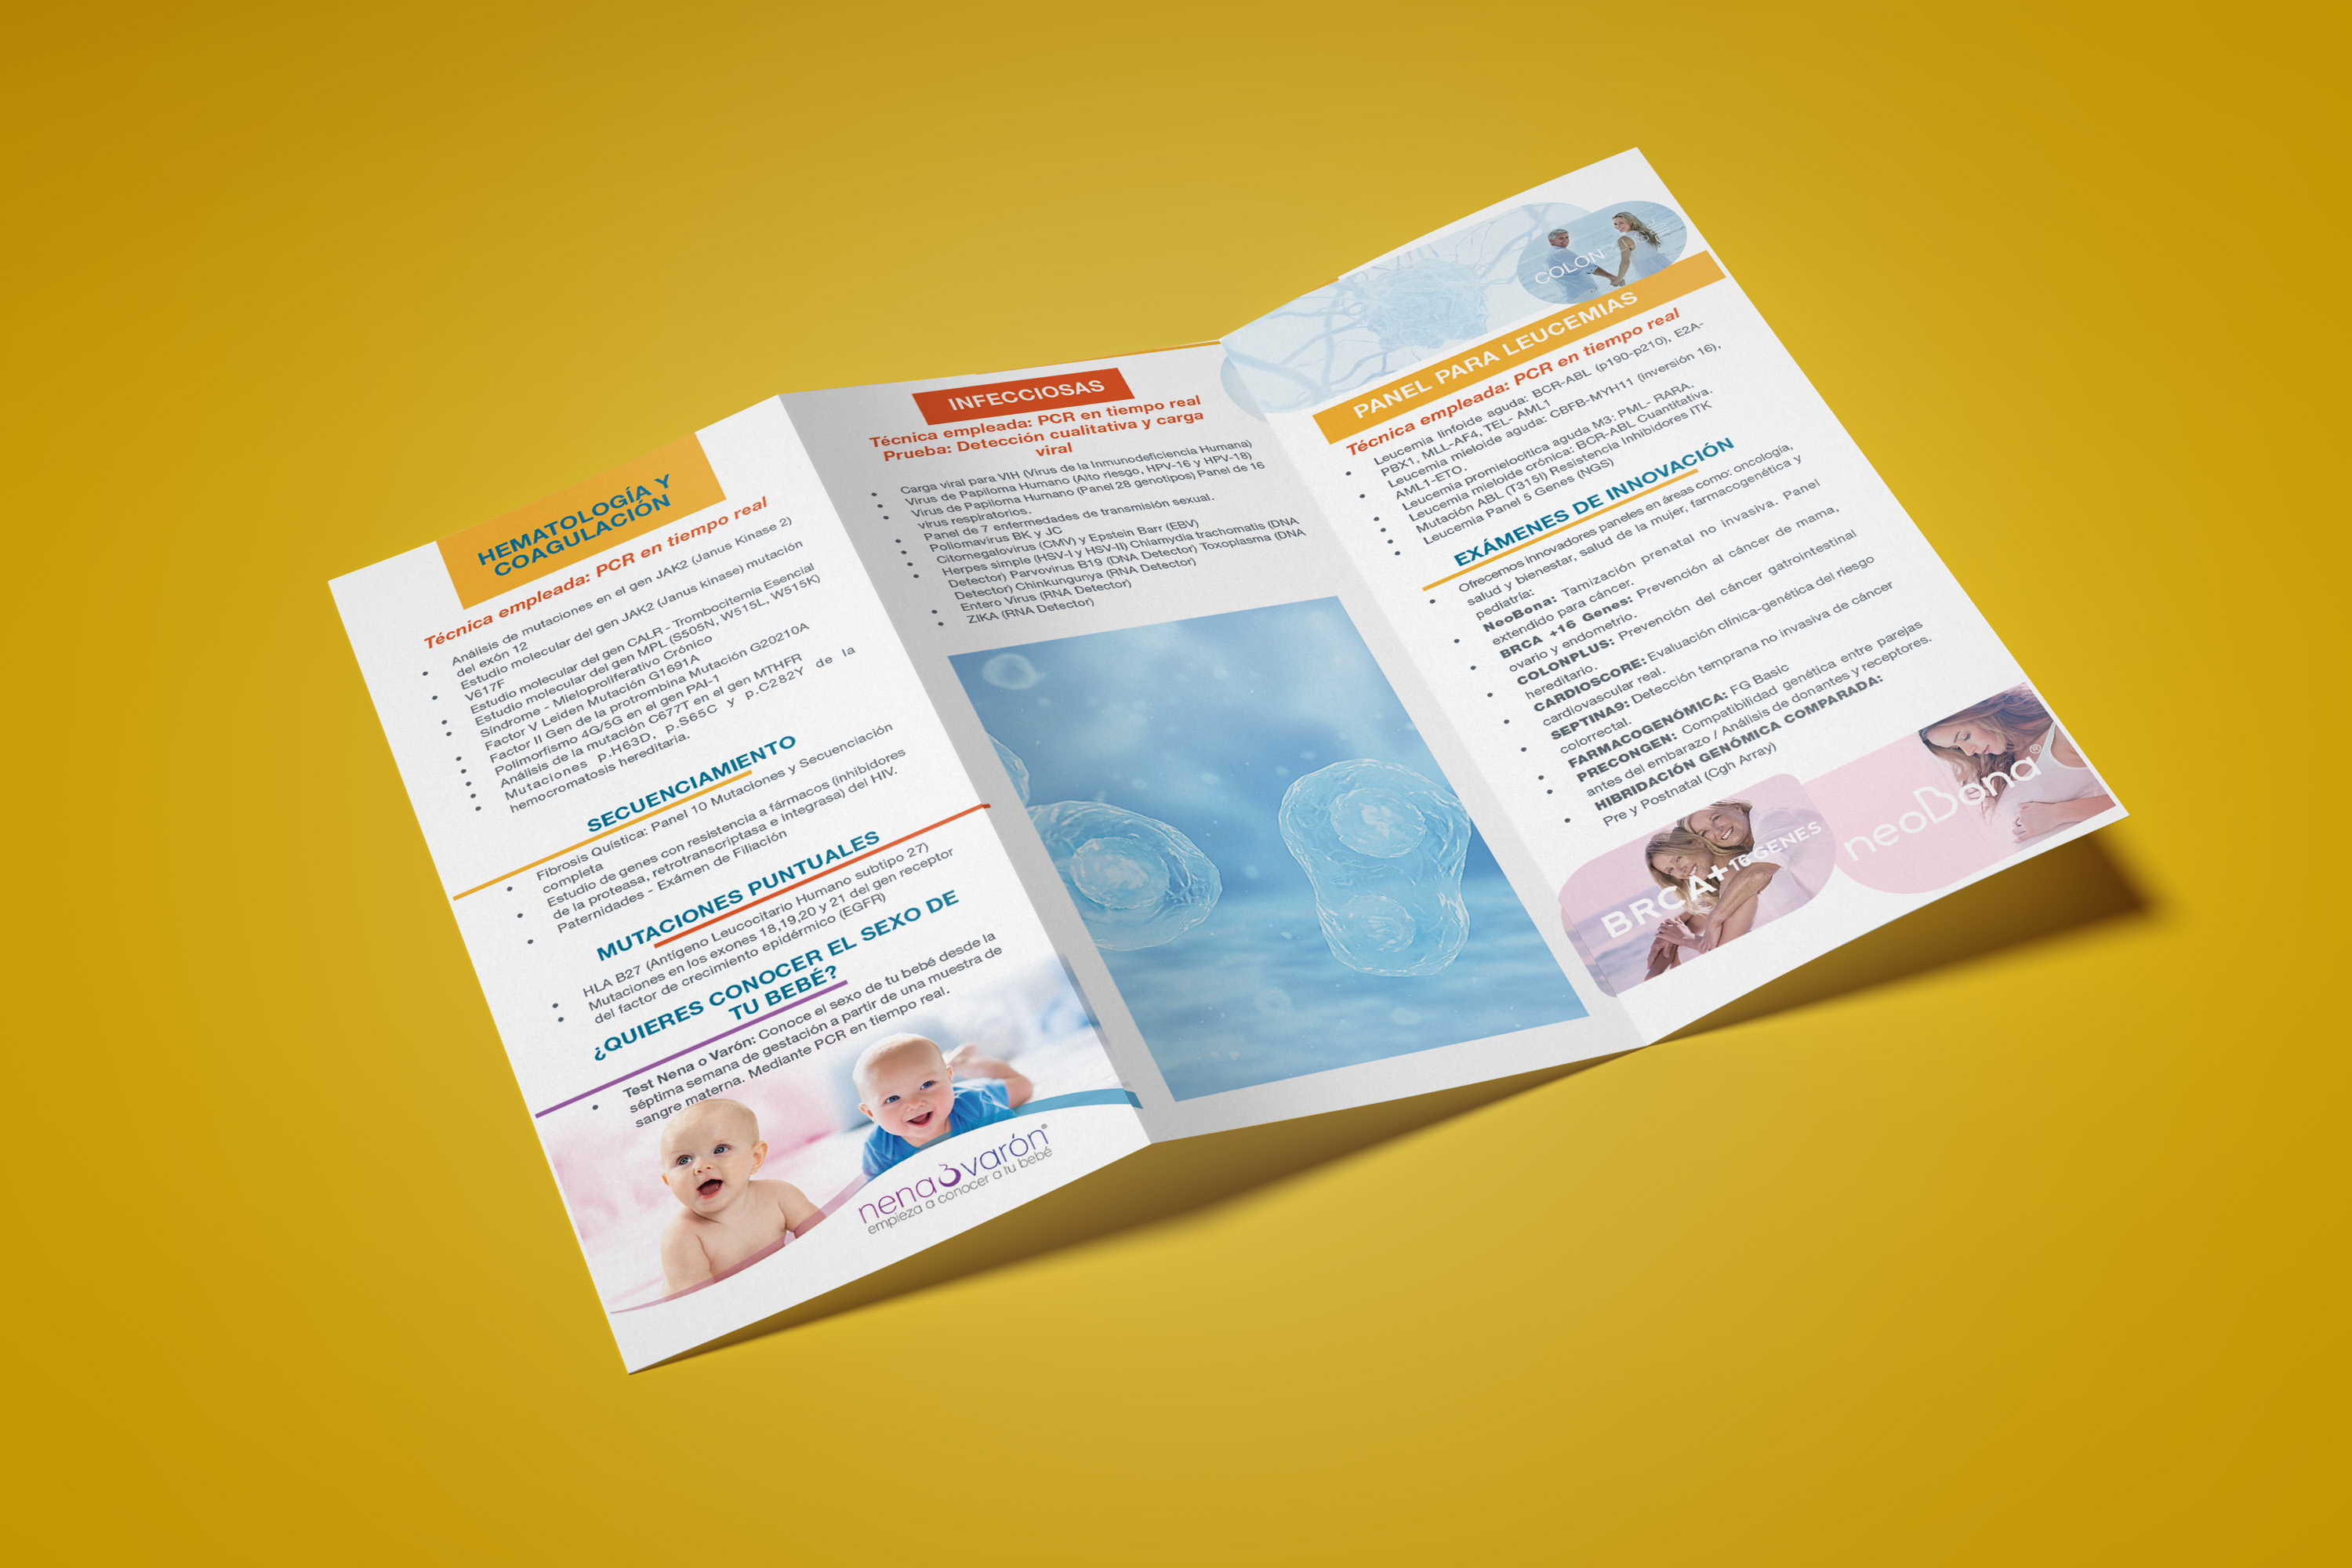 HEMATOLOGÍA Y
COAGULACIÓN
Técnica empleada: PCR en tiempo real
• Análisis de mutaciones en el gen JAK2 (Janus Kinase 2)
del exón 12
• Estudio molecular del gen JAK2 (Janus kinase) mutación
V617F
• Estudio molecular del gen CALR - Trombocitemia Esencial
• Estudio molecular del gen MPL (S505N, W515L, W515K)
Síndrome - Mieloproliferativo Crónico
• Factor V Leiden Mutación G1691A
• Factor II Gen de la protrombina Mutación G20210A
• Polimorfismo 4G/5G en el gen PAI-1
• Análisis de la mutación C677T en el gen MTHFR
• Mutaciones p.H63D, p.S65C y p.C282Y de la
hemocromatosis hereditaria.
SECUENCIAMIENTO
• Fibrosis Quística: Panel 10 Mutaciones y Secuenciación
completa
• Estudio de genes con resistencia a fármacos (inhibidores
de la proteasa, retrotranscriptasa e integrasa) del HIV.
• Paternidades - Exámen de Filiación
MUTACIONES PUNTUALES
• HLA B27 (Antígeno Leucocitario Humano subtipo 27)
• Mutaciones en los exones 18,19,20 y 21 del gen receptor
del factor de crecimiento epidérmico (EGFR)
¿QUIERES CONOCER EL SEXO DE
TU BEBÉ?
• Test Nena o Varón: Conoce el sexo de tu bebé desde la
séptima semana de gestación a partir de una muestra de
sangre materna. Mediante PCR en tiempo real.
nena varón®
empieza a conocer a tu bebé
INFECCIOSAS
Técnica empleada: PCR en tiempo real
Prueba: Detección cualitativa y carga
viral
• Carga viral para VIH (Virus de la Inmunodeficiencia Humana)
• Virus de Papiloma Humano (Alto riesgo, HPV-16 y HPV-18)
• Virus de Papiloma Humano (Panel 28 genotipos) Panel de 16
virus respiratorios.
• Panel de 7 enfermedades de transmisión sexual.
• Poliomavirus BK y JC
• Citomegalovirus (CMV) y Epstein Barr (EBV)
• Herpes simple (HSV-I y HSV-II) Chlamydia trachomatis (DNA
Detector) Parvovirus B19 (DNA Detector) Toxoplasma (DNA
Detector) Chinkungunya (RNA Detector)
• Entero Virus (RNA Detector)
• ZIKA (RNA Detector)
COLON
PANEL PARA LEUCEMIAS
Técnica empleada: PCR en tiempo real
• Leucemia linfoide aguda: BCR-ABL (p190-p210), E2A-
PBX1, MLL-AF4, TEL- AML1
• Leucemia mieloide aguda: CBFB-MYH11 (inversión 16),
AML1-ETO.
• Leucemia promielocítica aguda M3: PML- RARA.
• Leucemia mieloide crónica: BCR-ABL Cuantitativa.
• Mutación ABL (T315I) Resistencia Inhibidores ITK
• Leucemia Panel 5 Genes (NGS)
EXÁMENES DE INNOVACIÓN
• Ofrecemos innovadores paneles en áreas como: oncología,
salud y bienestar, salud de la mujer, farmacogenética y
pediatría:
• NeoBona: Tamización prenatal no invasiva. Panel
extendido para cáncer.
• BRCA +16 Genes: Prevención al cáncer de mama,
ovario y endometrio.
• COLONPLUS: Prevención del cáncer gatrointestinal
hereditario.
• CARDIOSCORE: Evaluación clínica-genética del riesgo
cardiovascular real.
• SEPTINA9: Detección temprana no invasiva de cáncer
colorrectal.
• FARMACOGENÓMICA: FG Basic
• PRECONGEN: Compatibilidad genética entre parejas
antes del embarazo / Análisis de donantes y receptores.
• HIBRIDACIÓN GENÓMICA COMPARADA:
Pre y Postnatal (Cgh Array)
BRCA+16 GENES
neoBona®